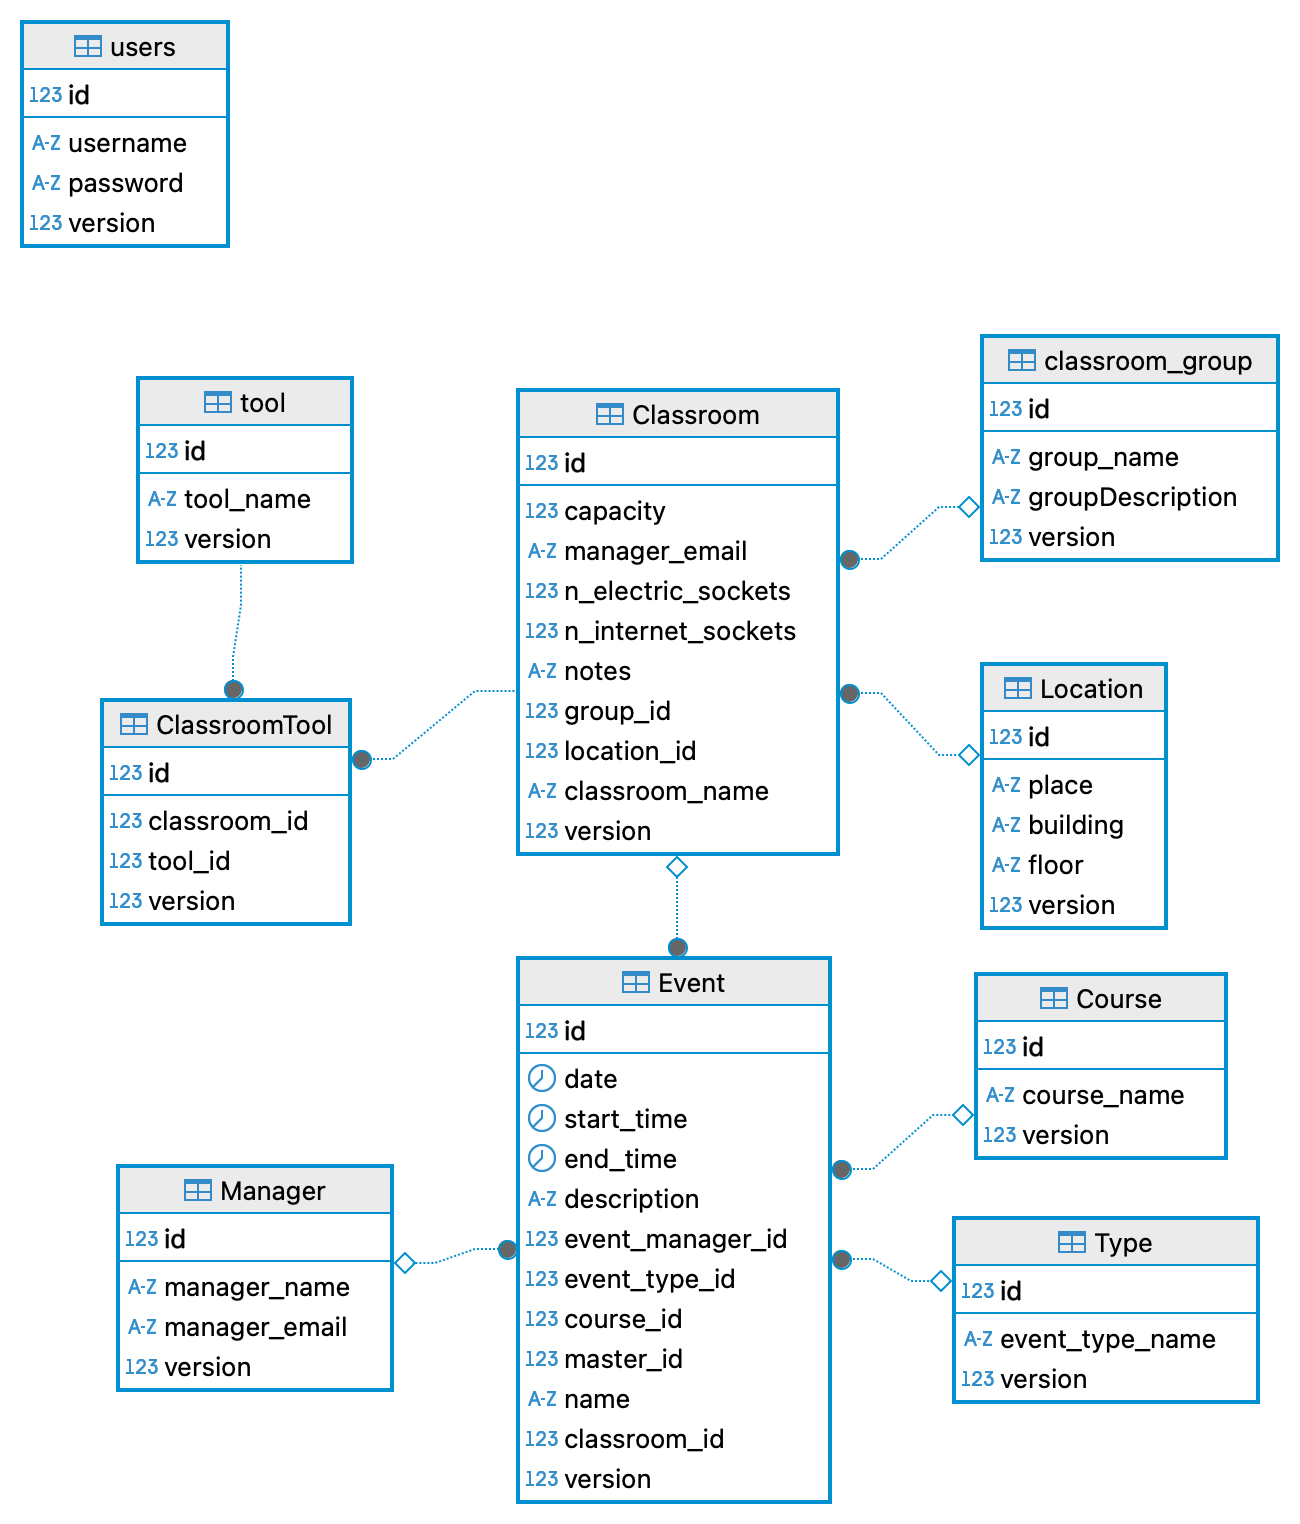 users
123 id
A-Z username
A-Z password
123 version
tool
123 id
A-Z tool_name
123 version
Classroom
123 id
123 capacity
A-Z manager_email
123 n_electric_sockets
123 n_internet_sockets
A-Z notes
123 group_id
123 location_id
A-Z classroom_name
123 version
classroom_group
123 id
A-Z group_name
A-Z groupDescription
123 version
Location
123 id
A-Z place
A-Z building
A-Z floor
123 version
ClassroomTool
123 id
123 classroom_id
123 tool_id
123 version
Event
123 id
date
start_time
end_time
A-Z description
123 event_manager_id
123 event_type_id
123 course_id
123 master_id
A-Z name
123 classroom_id
123 version
Course
123 id
A-Z course_name
123 version
Manager
123 id
A-Z manager_name
A-Z manager_email
123 version
Type
123 id
A-Z event_type_name
123 version